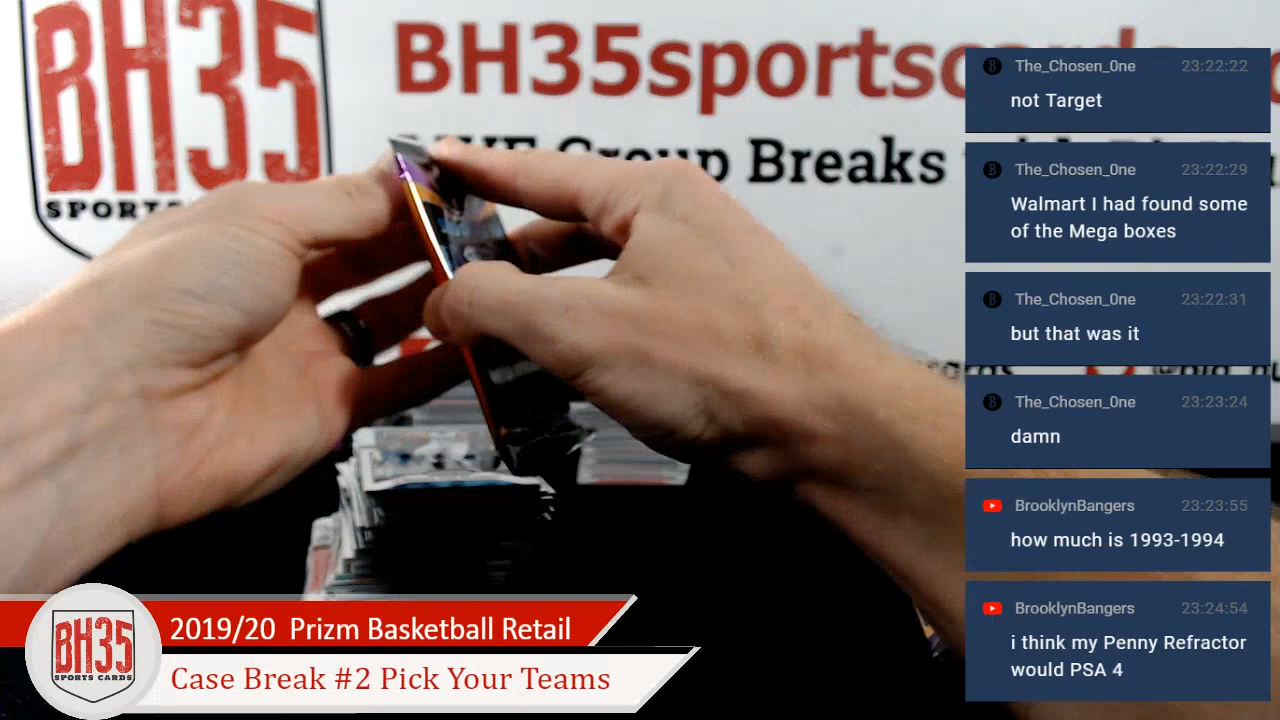 BH35
SPORTS
BH35sportscards
LIVE Group Breaks
The_Chosen_0ne 23:22:22
not Target
The_Chosen_0ne 23:22:29
Walmart I had found some
of the Mega boxes
The_Chosen_0ne 23:22:31
but that was it
The_Chosen_0ne 23:23:24
damn
BrooklynBangers 23:23:55
how much is 1993-1994
BrooklynBangers 23:24:54
i think my Penny Refractor
would PSA 4
BH35
SPORTS CARDS
2019/20 Prizm Basketball Retail
Case Break #2 Pick Your Teams